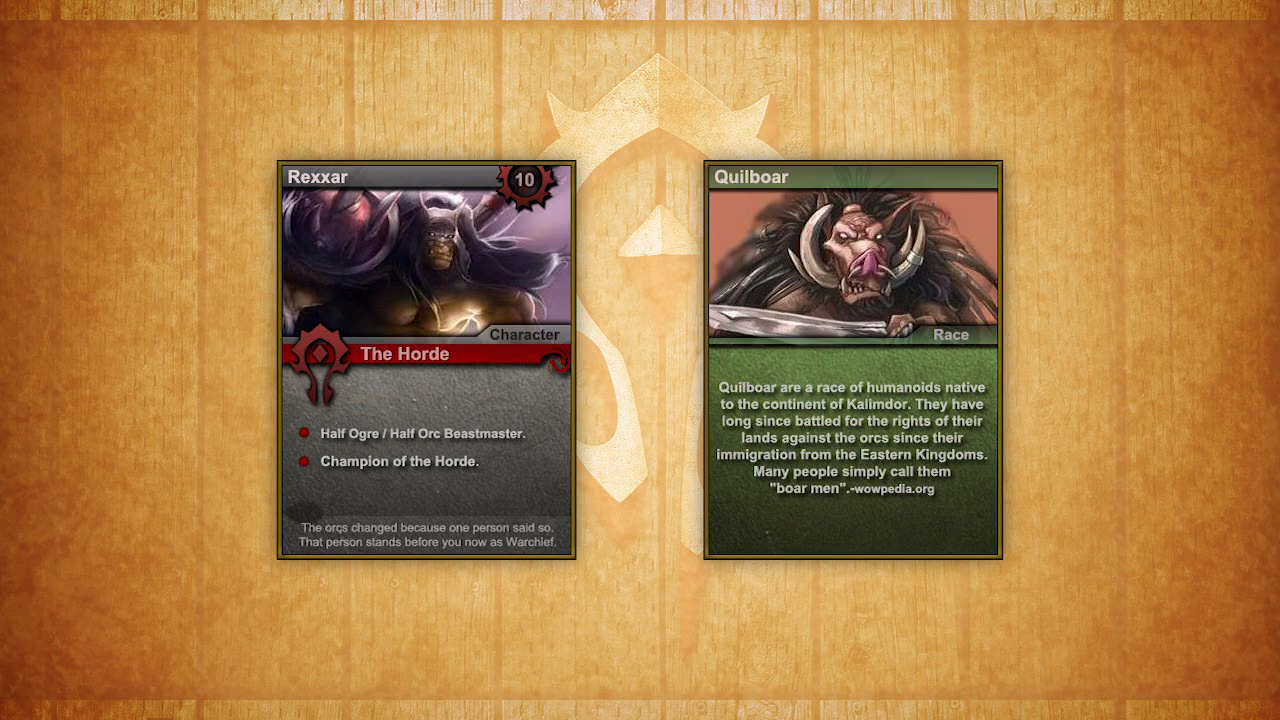 Rexxar
10
Character
The Horde
Half Ogre / Half Orc Beastmaster.
Champion of the Horde.
The orcs changed because one person said so.
That person stands before you now as Warchief.
Quilboar
Race
Quilboar are a race of humanoids native
to the continent of Kalimdor. They have
long since battled for the rights of their
lands against the orcs since their
immigration from the Eastern Kingdoms.
Many people simply call them
"boar men".-wowpedia.org